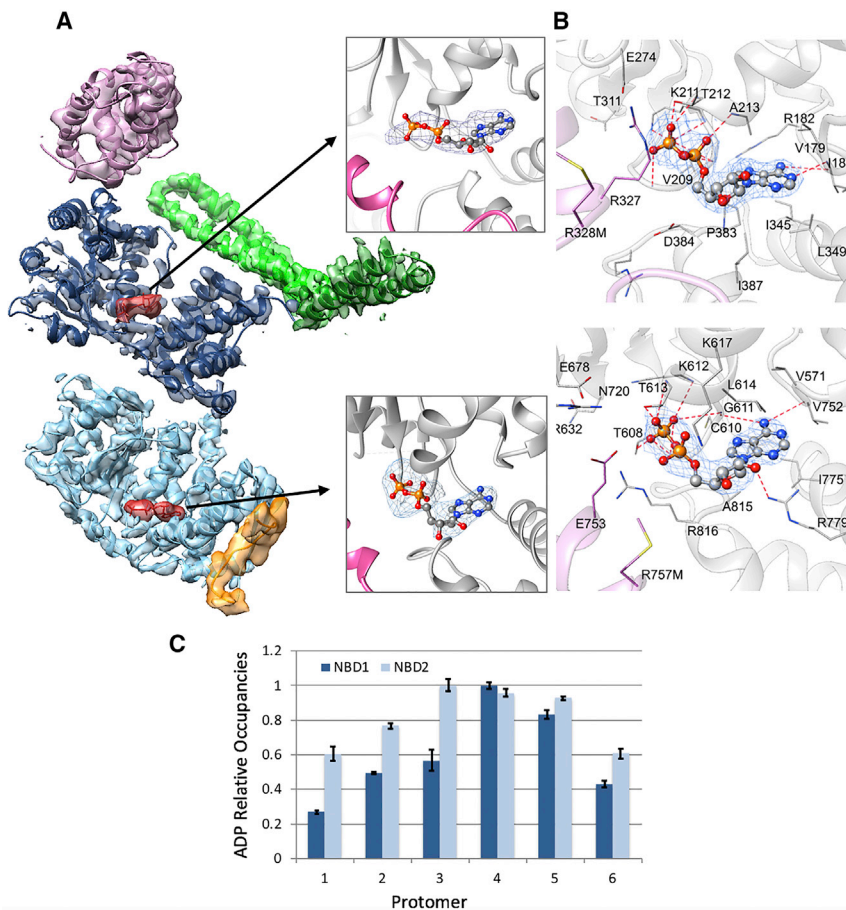 A
B
E274
K211
T212
T311
A213
R182
V179
I18
V209
R327
R328M
I345
D384
P383
L349
I387
K617
E678
K612
V571
N720
T613
L614
G611
V752
R632
C610
T608
I775
A815
E753
R816
R779
R757M
C
ADP Relative Occupancies
1.2
1
0.8
0.6
0.4
0.2
0
NBD1 NBD2
1 2 3 4 5 6
Protomer